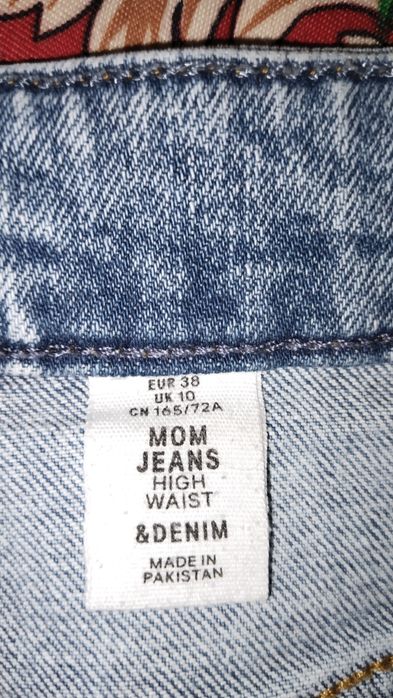 EUR 38
UK 10
CN 165/72A
MOM
JEANS
HIGH
WAIST
&DENIM
MADE IN
PAKISTAN